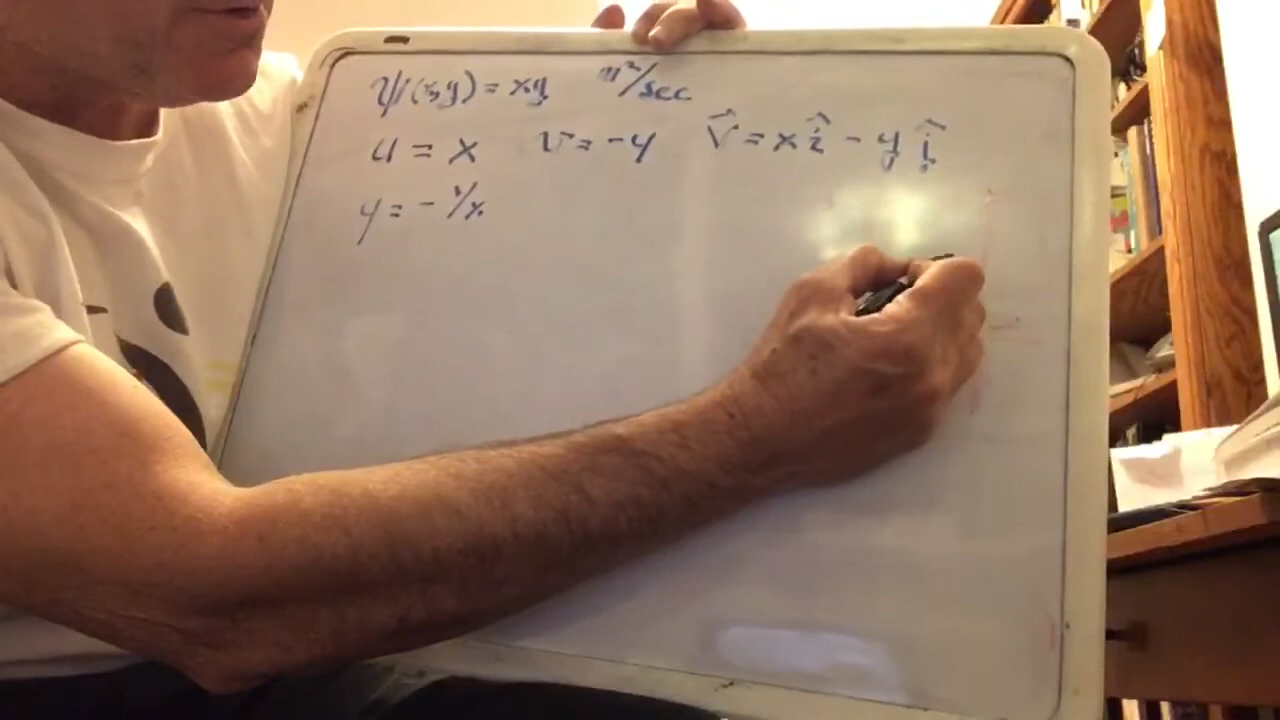 ψ(x,y) = xy m²/sec
u = x v = -y V̂ = x î - y ĵ
y = - 1/x